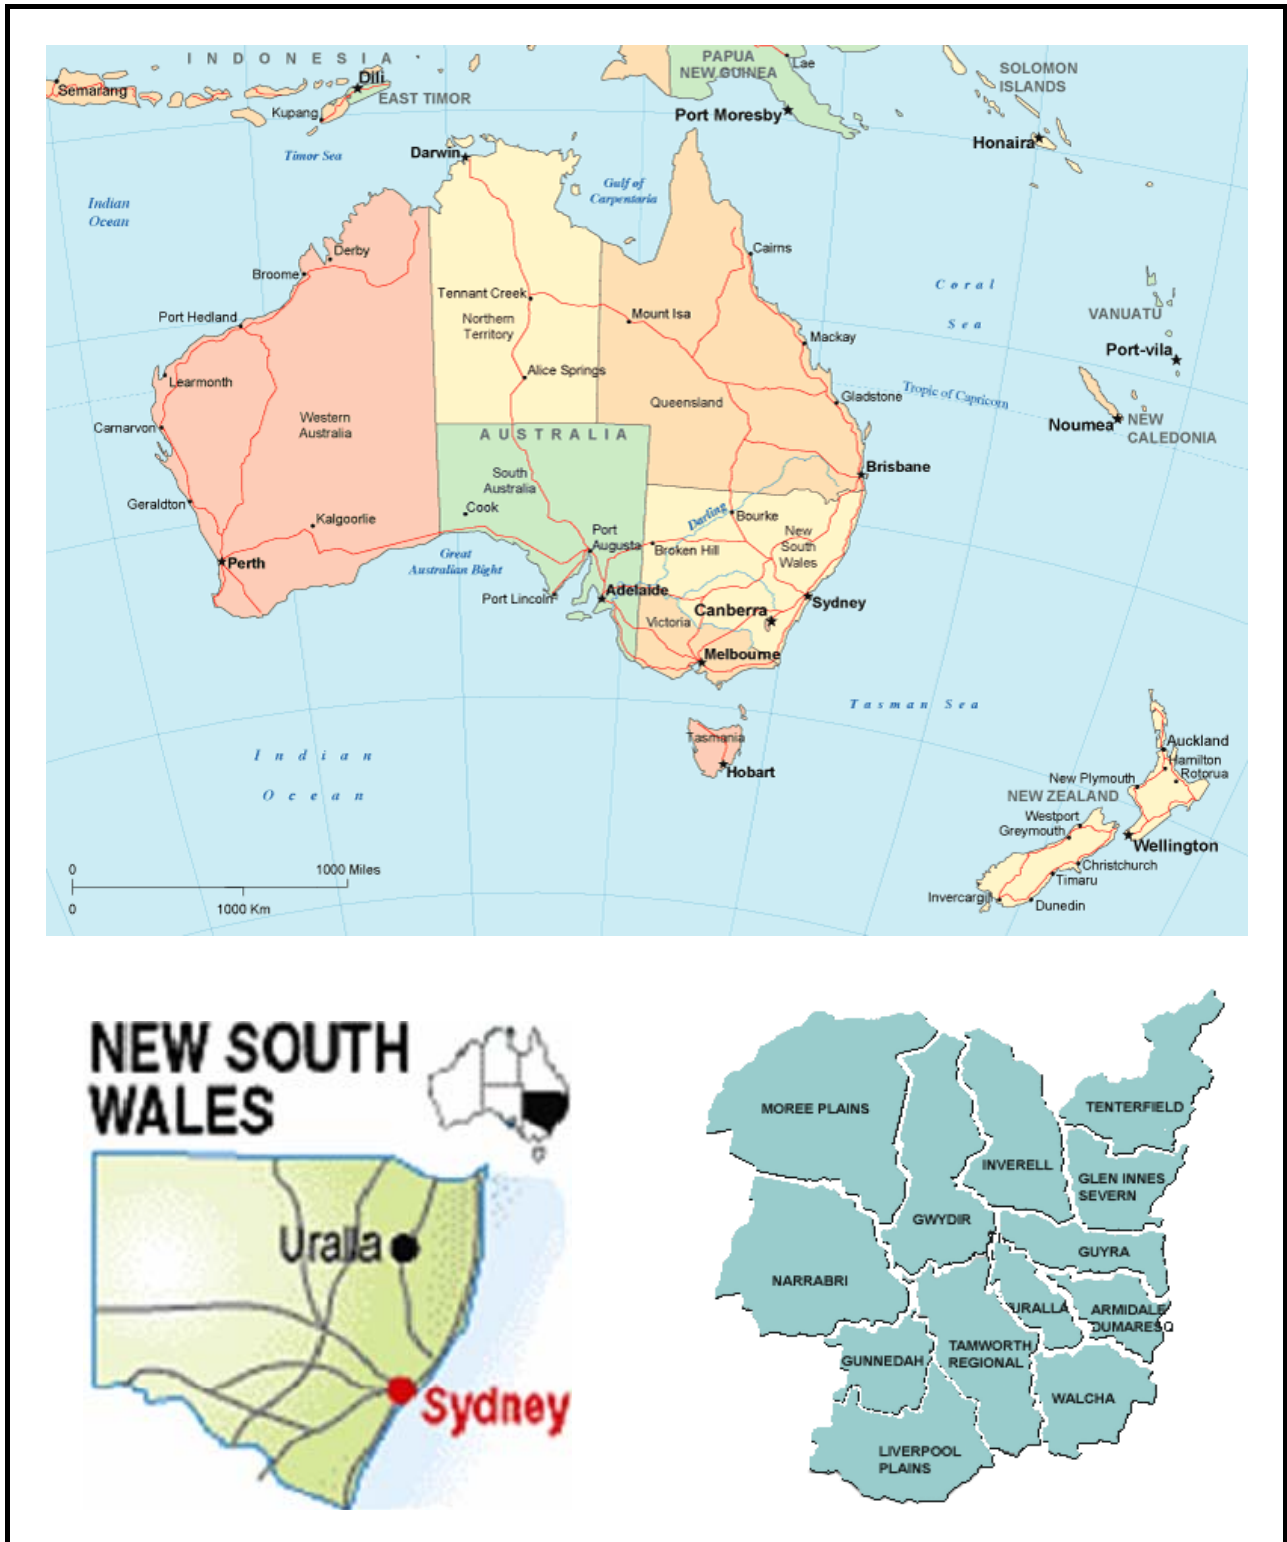 I N D O N E S I A
Semarang
Dili
EAST TIMOR
Kupang
Timor Sea
Darwin
Indian
Ocean
PAPUA
NEW GUINEA
Lae
Port Moresby
SOLOMON
ISLANDS
Honaira
Gulf of
Carpentaria
Derby
Broome
Cairns
Coral
Sea
Tennant Creek
Northern
Territory
Mount Isa
Port Hedland
Mackay
VANUATU
Port-vila
Learmonth
Alice Springs
Queensland
Gladstone
Tropic of Capricorn
Noumea
NEW
CALEDONIA
Western
Australia
Carnarvon
A U S T R A L I A
South
Australia
Brisbane
Geraldton
Kalgoorlie
Cook
Darling
Bourke
New
South
Wales
Port
Augusta
Broken Hill
Perth
Great
Australian Bight
Port Lincoln
Adelaide
Canberra
Sydney
Victoria
Melbourne
Tasman Sea
Tasmania
Hobart
Indian
Ocean
Auckland
Hamilton
Rotorua
New Plymouth
NEW ZEALAND
Westport
Greymouth
Wellington
Christchurch
Timaru
Invercargil
Dunedin
0
1000 Miles
0
1000 Km
NEW SOUTH
WALES
Uralla
Sydney
MOREE PLAINS
TENTERFIELD
INVERELL
GLEN INNES
SEVERN
GWYDIR
GUYRA
NARRABRI
URALLA
ARMIDALE
DUMARESQ
TAMWORTH
REGIONAL
GUNNEDAH
WALCHA
LIVERPOOL
PLAINS